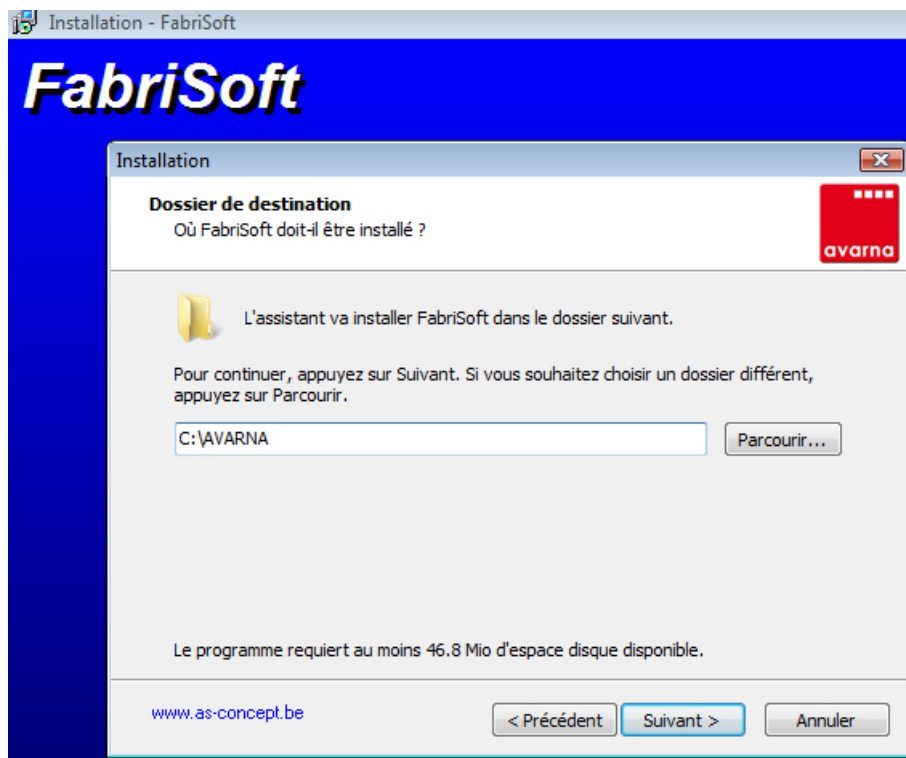 Installation - FabriSoft
FabriSoft
Installation
Dossier de destination
Où FabriSoft doit-il être installé ?
avarna
L'assistant va installer FabriSoft dans le dossier suivant.
Pour continuer, appuyez sur Suivant. Si vous souhaitez choisir un dossier différent,
appuyez sur Parcourir.
C:\AVARNA
Parcourir...
Le programme requiert au moins 46.8 Mio d'espace disque disponible.
www.as-concept.be
< Précédent
Suivant >
Annuler